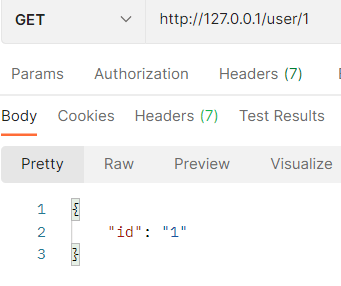 GET http://127.0.0.1/user/1
Params Authorization Headers (7)
Body Cookies Headers (7) Test Results
Pretty Raw Preview Visualize
1 {
2 "id": "1"
3 }